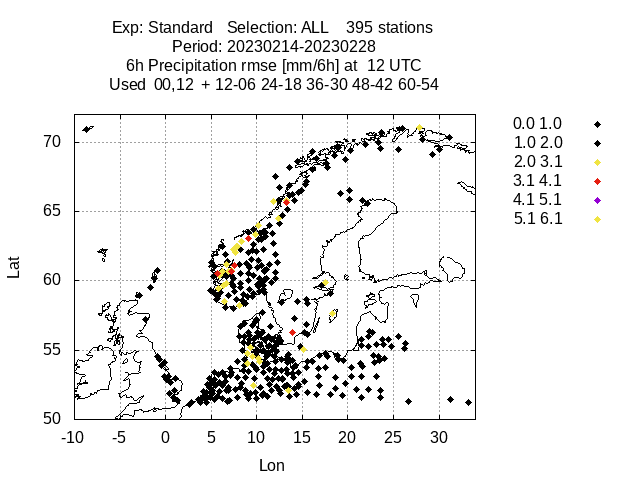 Exp: Standard   Selection: ALL    395 stations
Period: 20230214-20230228
6h Precipitation rmse [mm/6h] at  12 UTC
Used  00,12  + 12-06 24-18 36-30 48-42 60-54
0.0 1.0
1.0 2.0
2.0 3.1
3.1 4.1
4.1 5.1
5.1 6.1
70
65
60
55
50
Lat
-10 -5 0 5 10 15 20 25 30
Lon